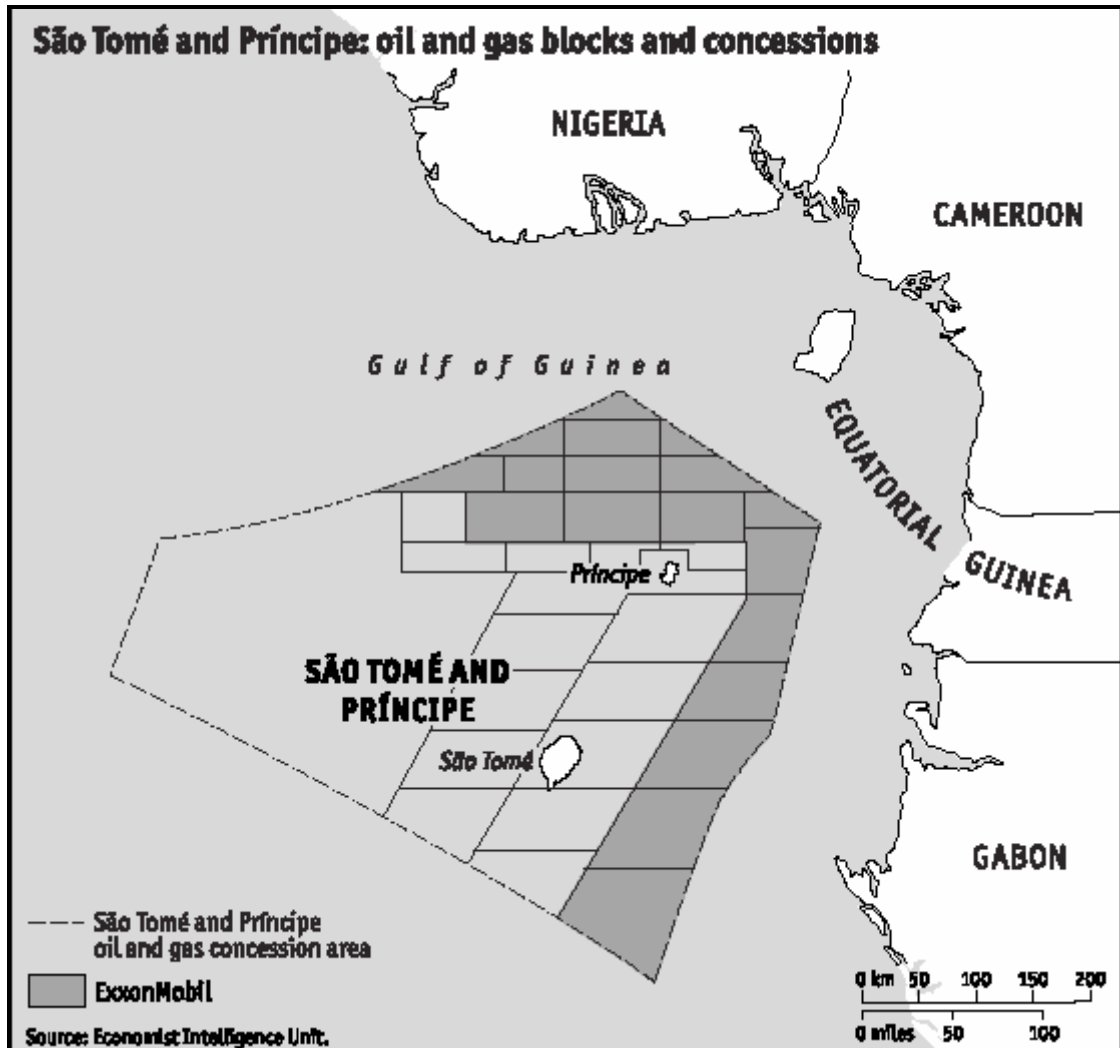 São Tomé and Príncipe: oil and gas blocks and concessions
NIGERIA
CAMEROON
Gulf of Guinea
EQUATORIAL
GUINEA
Príncipe
SÃO TOMÉ AND
PRÍNCIPE
São Tomé
GABON
São Tomé and Príncipe
oil and gas concession area
ExxonMobil
0 km 50 100 150 200
0 miles 50 100
Source: Economist Intelligence Unit.